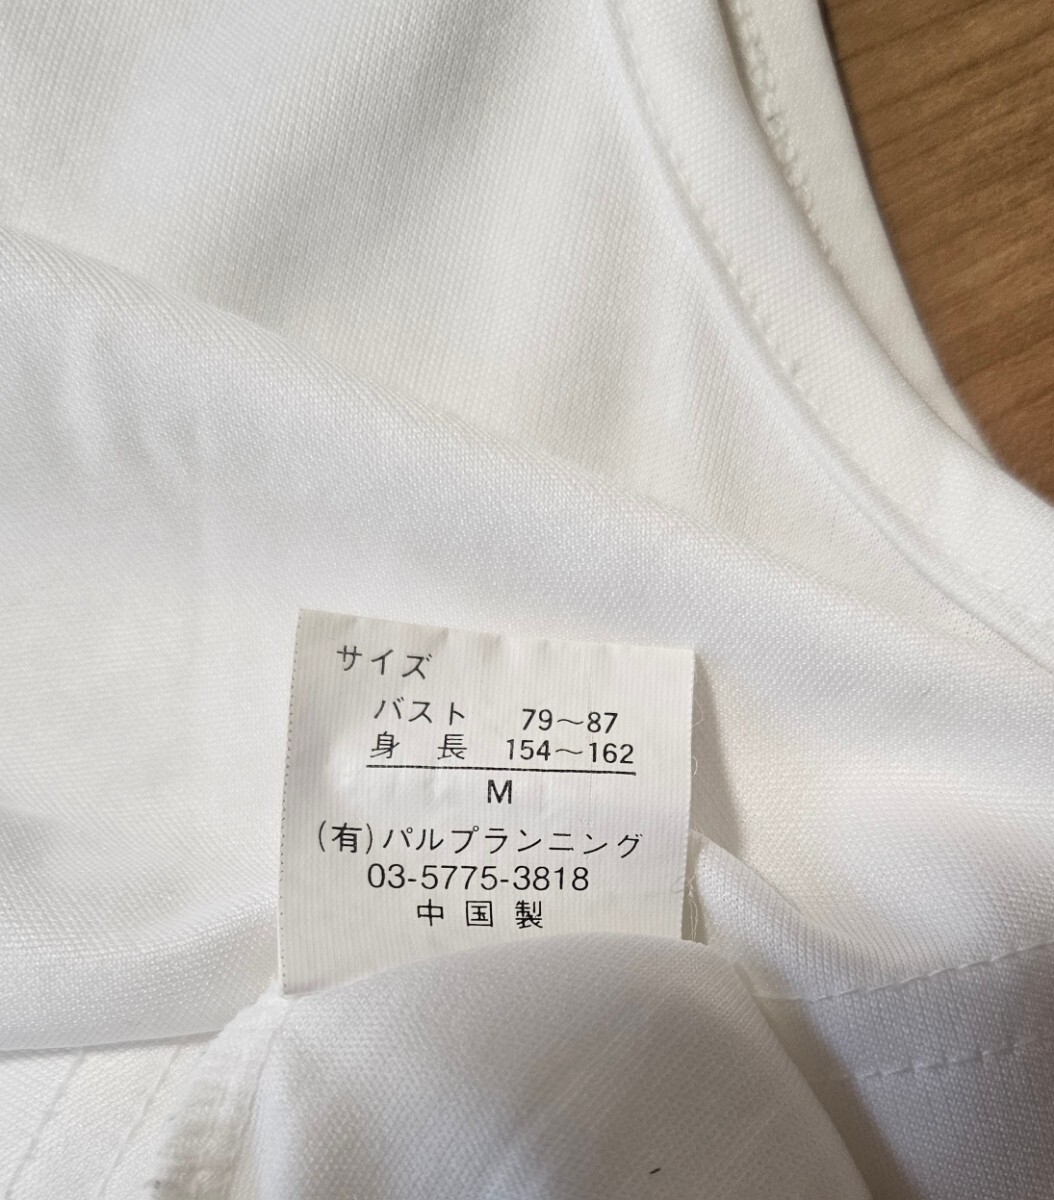 サイズ
バスト 79〜87
身 長 154〜162
M
(有)パルプランニング
03-5775-3818
中 国 製